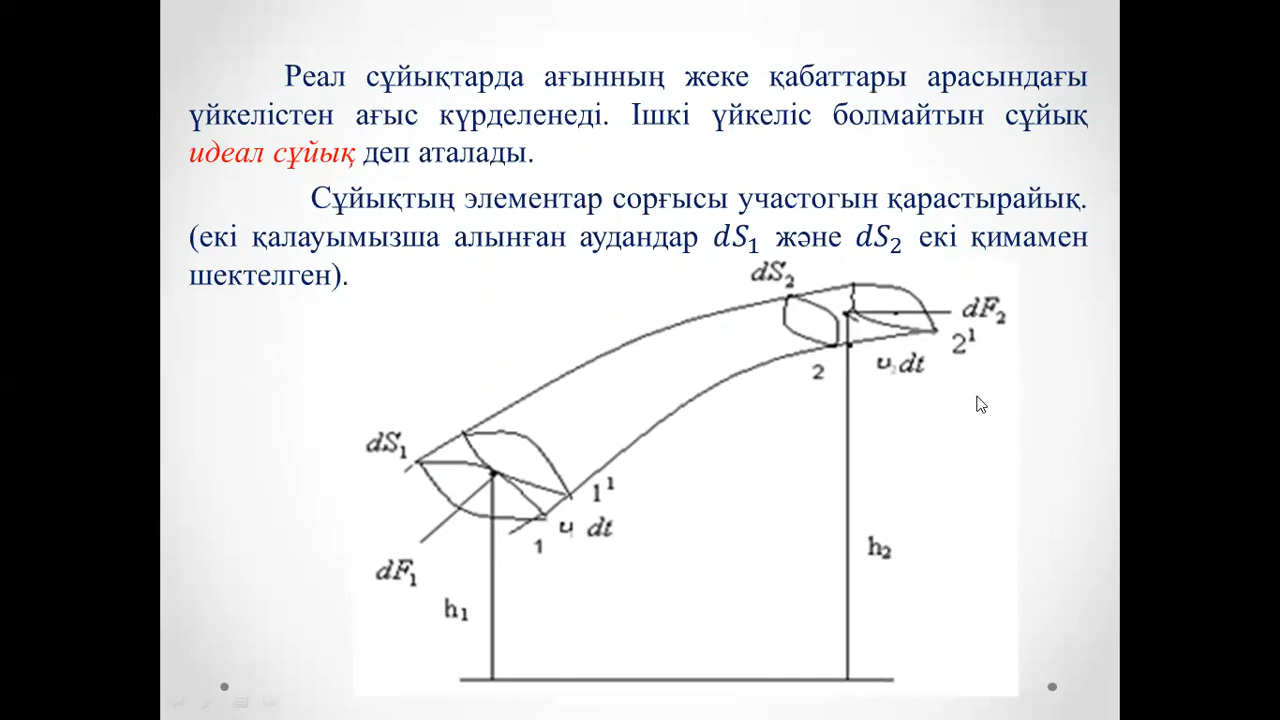 Реал сұйықтарда ағынның жеке қабаттары арасындағы
үйкелістен ағыс күрделенеді. Ішкі үйкеліс болмайтын сұйық
идеал сұйық деп аталады.
Сұйықтың элементар сорғысы участогын қарастырайық.
(екі қалауымызша алынған аудандар dS₁ және dS₂ екі қимамен
шектелген).
dS₂
dF₂
2¹
2
υ₂dt
dS₁
1¹
υ₁ dt
1
dF₁
h₂
h₁